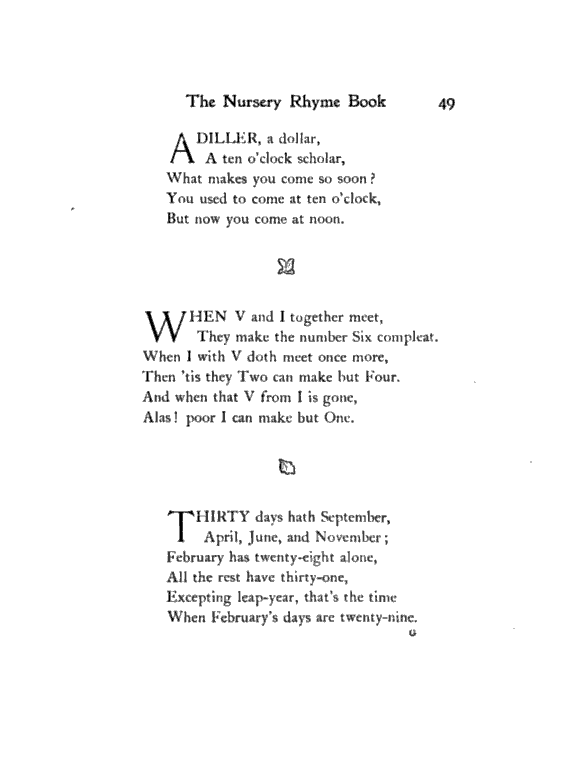 The Nursery Rhyme Book 49
A DILLER, a dollar,
A ten o'clock scholar,
What makes you come so soon?
You used to come at ten o'clock,
But now you come at noon.
WHEN V and I together meet,
They make the number Six compleat.
When I with V doth meet once more,
Then 'tis they Two can make but Four.
And when that V from I is gone,
Alas! poor I can make but One.
THIRTY days hath September,
April, June, and November;
February has twenty-eight alone,
All the rest have thirty-one,
Excepting leap-year, that's the time
When February's days are twenty-nine.
G